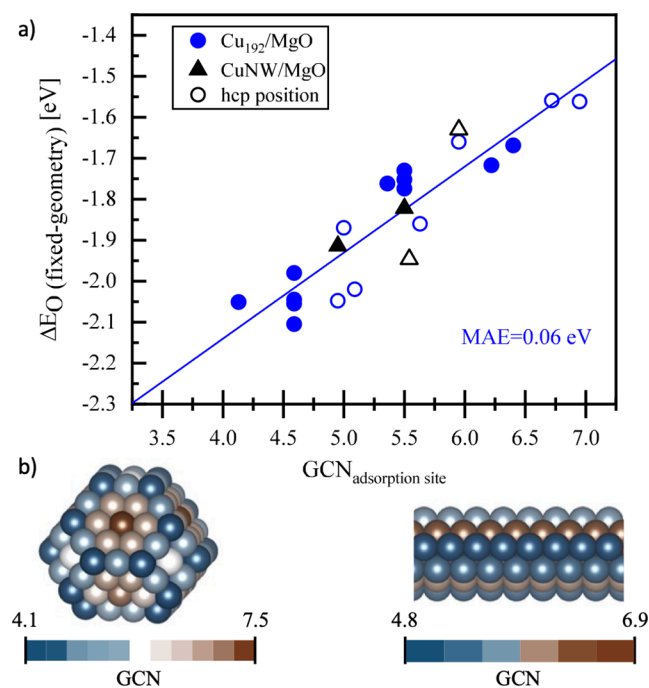 a)
Cu192/MgO
CuNW/MgO
hcp position
ΔEO (fixed-geometry) [eV]
-1.4
-1.5
-1.6
-1.7
-1.8
-1.9
-2.0
-2.1
-2.2
-2.3
MAE=0.06 eV
3.5 4.0 4.5 5.0 5.5 6.0 6.5 7.0
GCNadsorption site
b)
4.1 7.5
GCN
4.8 6.9
GCN